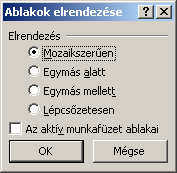 Ablakok elrendezése
Elrendezés
Mozaikszerűen
Egymás alatt
Egymás mellett
Lépcsőzetesen
Az aktív munkafüzet ablakai
OK
Mégse